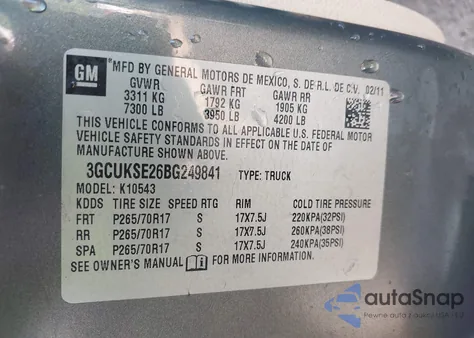 GM
MFD BY GENERAL MOTORS DE MEXICO, S. DE R.L. DE C.V. 02/11
GVWR GAWR FRT GAWR RR
3311 KG 1792 KG 1905 KG
7300 LB 3950 LB 4200 LB
THIS VEHICLE CONFORMS TO ALL APPLICABLE U.S. FEDERAL MOTOR
VEHICLE SAFETY STANDARDS IN EFFECT ON THE DATE OF
MANUFACTURE SHOWN ABOVE.
3GCUKSE26BG249841 TYPE: TRUCK
MODEL: K10543
KDDS TIRE SIZE SPEED RTG RIM COLD TIRE PRESSURE
FRT P265/70R17 S 17X7.5J 220KPA(32PSI)
RR P265/70R17 S 17X7.5J 260KPA(38PSI)
SPA P265/70R17 S 17X7.5J 240KPA(35PSI)
SEE OWNER'S MANUAL FOR MORE INFORMATION.
autoSnap
Pewne auto z aukcji USA